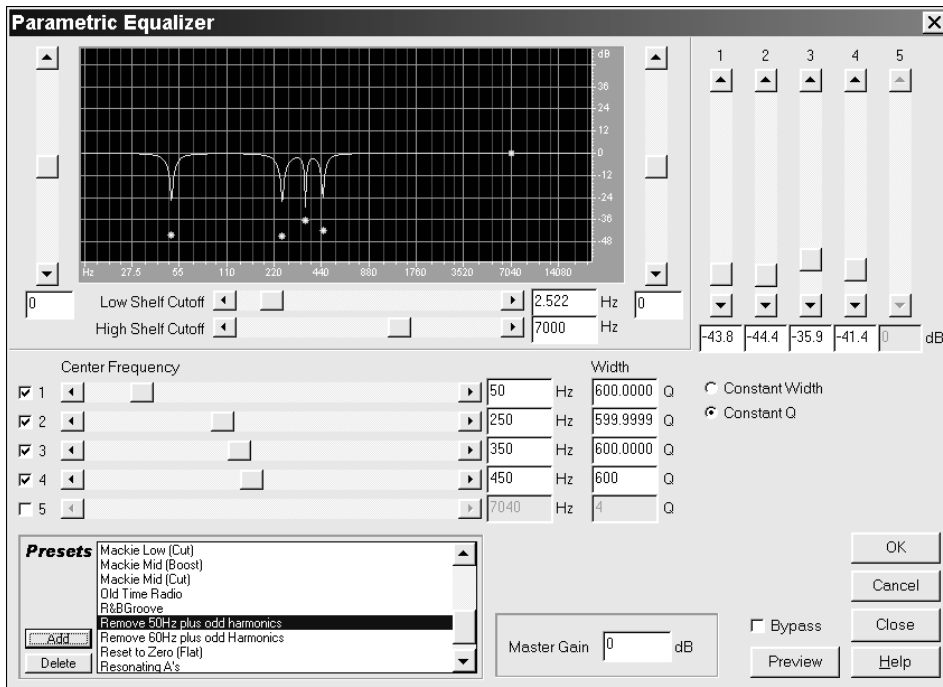 Parametric Equalizer
dB
36
24
12
0
-12
-24
-36
-48
Hz 27.5 55 110 220 440 880 1760 3520 7040 14080
0
Low Shelf Cutoff 2.522 Hz
High Shelf Cutoff 7000 Hz
0
1 2 3 4 5
-43.8 -44.4 -35.9 -41.4 0 dB
Center Frequency Width
1 50 Hz 600.0000 Q
2 250 Hz 599.9999 Q
3 350 Hz 600.0000 Q
4 450 Hz 600 Q
5 7040 Hz 4 Q
Constant Width
Constant Q
Presets
Mackie Low (Cut)
Mackie Mid (Boost)
Mackie Mid (Cut)
Old Time Radio
R&BGroove
Remove 50Hz plus odd harmonics
Remove 60Hz plus odd Harmonics
Reset to Zero (Flat)
Resonating A's
Add
Delete
Master Gain 0 dB
Bypass
Preview
OK
Cancel
Close
Help